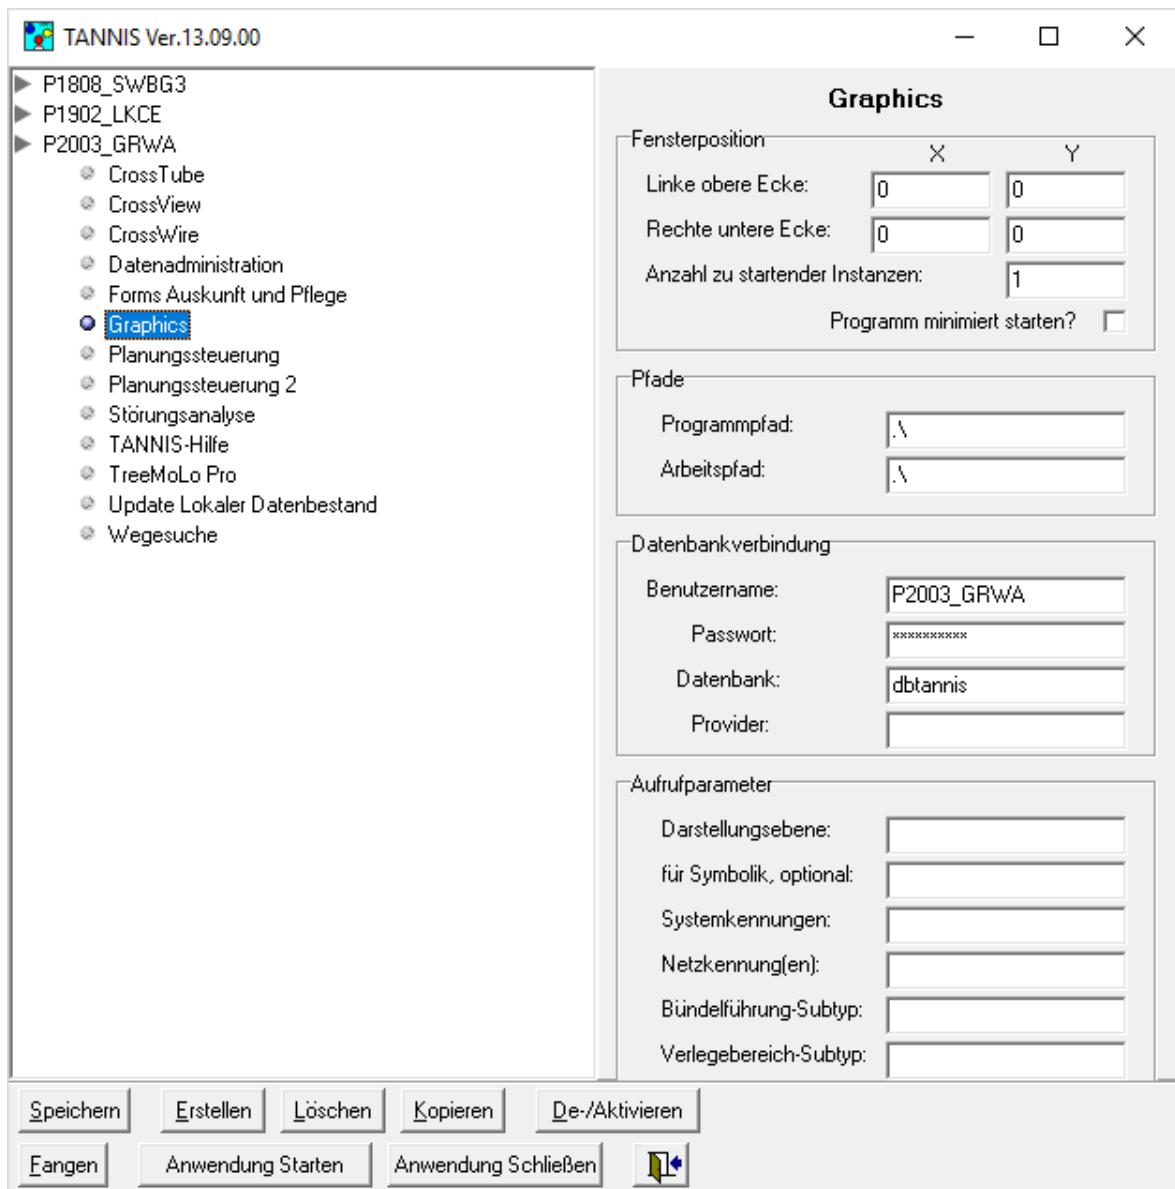 TANNIS Ver.13.09.00
P1808_SWBG3
P1902_LKCE
P2003_GRWA
CrossTube
CrossView
CrossWire
Datenadministration
Forms Auskunft und Pflege
Graphics
Planungssteuerung
Planungssteuerung 2
Störungsanalyse
TANNIS-Hilfe
TreeMoLo Pro
Update Lokaler Datenbestand
Wegesuche
Graphics
Fensterposition
X Y
Linke obere Ecke: 0 0
Rechte untere Ecke: 0 0
Anzahl zu startender Instanzen: 1
Programm minimiert starten?
Pfade
Programmpfad: .\
Arbeitspfad: .\
Datenbankverbindung
Benutzername: P2003_GRWA
Passwort: **********
Datenbank: dbtannis
Provider:
Aufrufparameter
Darstellungsebene:
für Symbolik, optional:
Systemkennungen:
Netzkennung(en):
Bündelführung-Subtyp:
Verlegebereich-Subtyp:
Speichern Erstellen Löschen Kopieren De-/Aktivieren
Fangen Anwendung Starten Anwendung Schließen